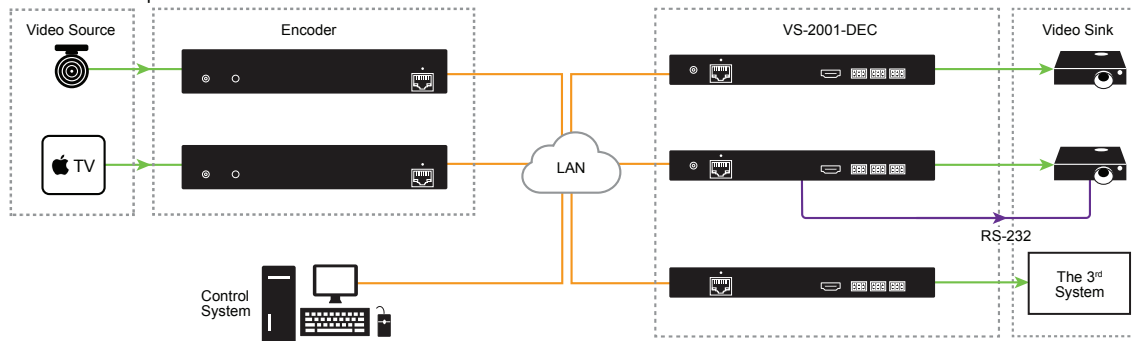 Video Source
Encoder
VS-2001-DEC
Video Sink
TV
LAN
RS-232
Control
System
The 3rd
System